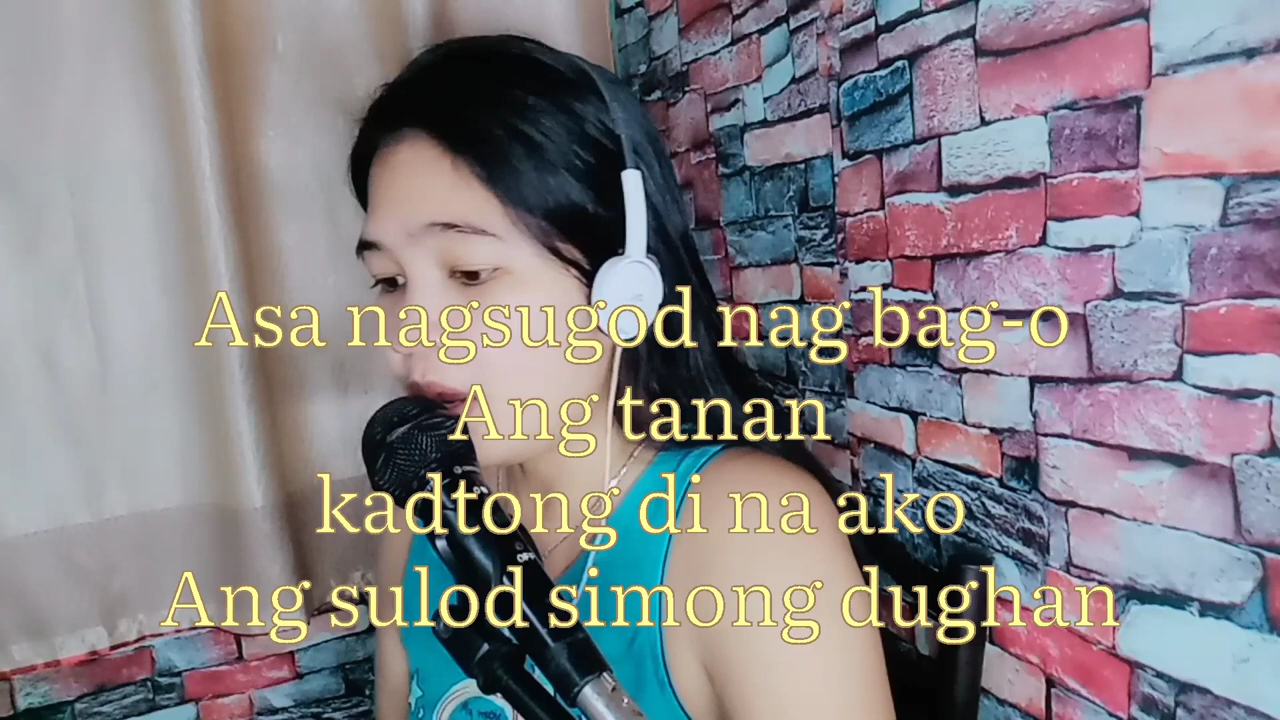 Asa nagsugod nag bag-o
Ang tanan
kadtong di na ako
Ang sulod simong dughan